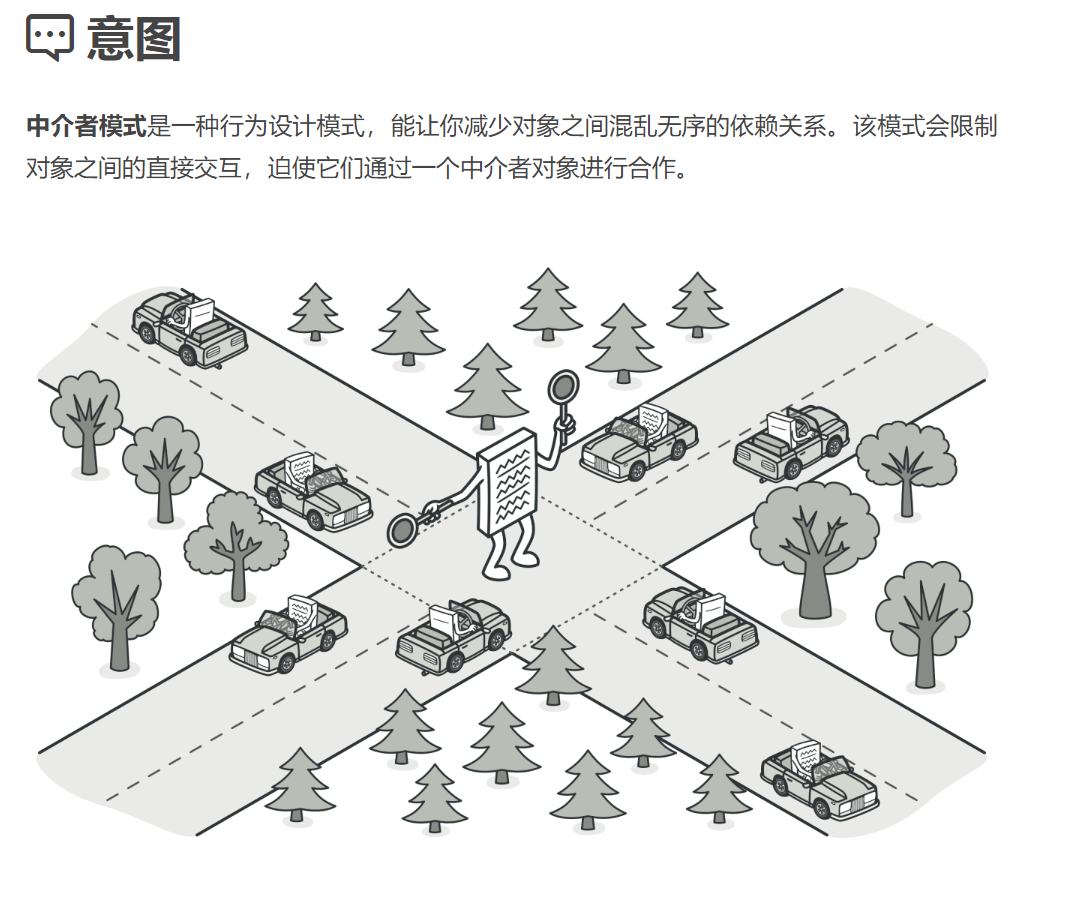 意图
中介者模式是一种行为设计模式，能让你减少对象之间混乱无序的依赖关系。该模式会限制
对象之间的直接交互，迫使它们通过一个中介者对象进行合作。